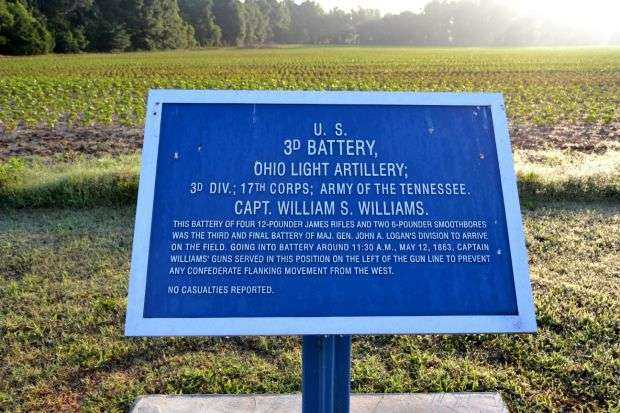 U. S.
3D BATTERY,
OHIO LIGHT ARTILLERY;
3D DIV.; 17TH CORPS; ARMY OF THE TENNESSEE.
CAPT. WILLIAM S. WILLIAMS.
THIS BATTERY OF FOUR 12-POUNDER JAMES RIFLES AND TWO 6-POUNDER SMOOTHBORES
WAS THE THIRD AND FINAL BATTERY OF MAJ. GEN. JOHN A. LOGAN'S DIVISION TO ARRIVE
ON THE FIELD. GOING INTO BATTERY AROUND 11:30 A.M., MAY 12, 1863, CAPTAIN
WILLIAMS' GUNS SERVED IN THIS POSITION ON THE LEFT OF THE GUN LINE TO PREVENT
ANY CONFEDERATE FLANKING MOVEMENT FROM THE WEST.
NO CASUALTIES REPORTED.